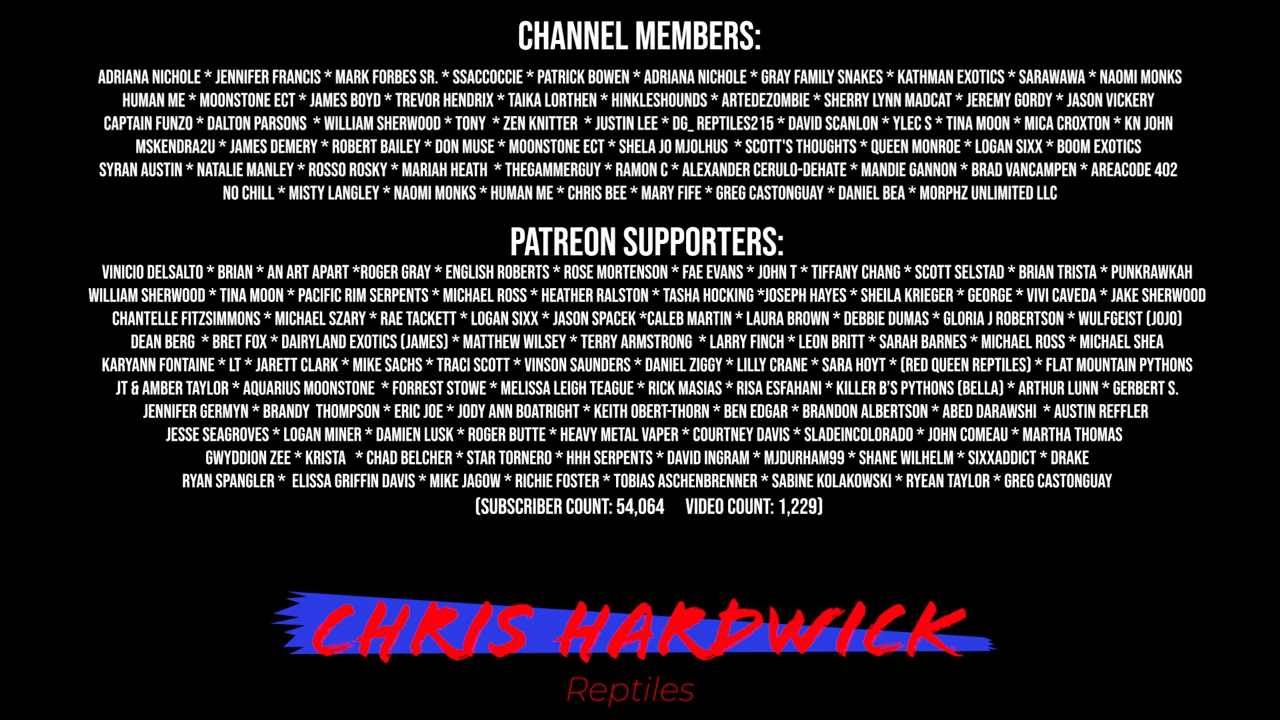 CHANNEL MEMBERS:
ADRIANA NICHOLE * JENNIFER FRANCIS * MARK FORBES SR. * SSACCOCCIE * PATRICK BOWEN * ADRIANA NICHOLE * GRAY FAMILY SNAKES * KATHMAN EXOTICS * SARAWAWA * NAOMI MONKS
HUMAN ME * MOONSTONE ECT * JAMES BOYD * TREVOR HENDRIX * TAIKA LORTHEN * HINKLESHOUNDS * ARTEDEZOMBIE * SHERRY LYNN MADCAT * JEREMY GORDY * JASON VICKERY
CAPTAIN FUNZO * DALTON PARSONS * WILLIAM SHERWOOD * TONY * ZEN KNITTER * JUSTIN LEE * DG_ REPTILES215 * DAVID SCANLON * YLEC S * TINA MOON * MICA CROXTON * KN JOHN
MSKENDRA2U * JAMES DEMERY * ROBERT BAILEY * DON MUSE * MOONSTONE ECT * SHELA JO MJOLHUS * SCOTT'S THOUGHTS * QUEEN MONROE * LOGAN SIXX * BOOM EXOTICS
SYRAN AUSTIN * NATALIE MANLEY * ROSSO ROSKY * MARIAH HEATH * THEGAMMERGUY * RAMON C * ALEXANDER CERULO-DEHATE * MANDIE GANNON * BRAD VANCAMPEN * AREACODE 402
NO CHILL * MISTY LANGLEY * NAOMI MONKS * HUMAN ME * CHRIS BEE * MARY FIFE * GREG CASTONGUAY * DANIEL BEA * MORPHZ UNLIMITED LLC
PATREON SUPPORTERS:
VINICIO DELSALTO * BRIAN * AN ART APART *ROGER GRAY * ENGLISH ROBERTS * ROSE MORTENSON * FAE EVANS * JOHN T * TIFFANY CHANG * SCOTT SELSTAD * BRIAN TRISTA * PUNKRAWKAH
WILLIAM SHERWOOD * TINA MOON * PACIFIC RIM SERPENTS * MICHAEL ROSS * HEATHER RALSTON * TASHA HOCKING *JOSEPH HAYES * SHEILA KRIEGER * GEORGE * VIVI CAVEDA * JAKE SHERWOOD
CHANTELLE FITZSIMMONS * MICHAEL SZARY * RAE TACKETT * LOGAN SIXX * JASON SPACEK *CALEB MARTIN * LAURA BROWN * DEBBIE DUMAS * GLORIA J ROBERTSON * WULFGEIST (JOJO)
DEAN BERG * BRET FOX * DAIRYLAND EXOTICS (JAMES) * MATTHEW WILSEY * TERRY ARMSTRONG * LARRY FINCH * LEON BRITT * SARAH BARNES * MICHAEL ROSS * MICHAEL SHEA
KARYANN FONTAINE * LT * JARETT CLARK * MIKE SACHS * TRACI SCOTT * VINSON SAUNDERS * DANIEL ZIGGY * LILLY CRANE * SARA HOYT * (RED QUEEN REPTILES) * FLAT MOUNTAIN PYTHONS
JT & AMBER TAYLOR * AQUARIUS MOONSTONE * FORREST STOWE * MELISSA LEIGH TEAGUE * RICK MASIAS * RISA ESFAHANI * KILLER B'S PYTHONS (BELLA) * ARTHUR LUNN * GERBERT S.
JENNIFER GERMYN * BRANDY THOMPSON * ERIC JOE * JODY ANN BOATRIGHT * KEITH OBERT-THORN * BEN EDGAR * BRANDON ALBERTSON * ABED DARAWSHI * AUSTIN REFFLER
JESSE SEAGROVES * LOGAN MINER * DAMIEN LUSK * ROGER BUTTE * HEAVY METAL VAPER * COURTNEY DAVIS * SLADEINCOLORADO * JOHN COMEAU * MARTHA THOMAS
GWYDDION ZEE * KRISTA * CHAD BELCHER * STAR TORNERO * HHH SERPENTS * DAVID INGRAM * MJDURHAM99 * SHANE WILHELM * SIXXADDICT * DRAKE
RYAN SPANGLER * ELISSA GRIFFIN DAVIS * MIKE JAGOW * RICHIE FOSTER * TOBIAS ASCHENBRENNER * SABINE KOLAKOWSKI * RYEAN TAYLOR * GREG CASTONGUAY
(SUBSCRIBER COUNT: 54,064 VIDEO COUNT: 1,229)
CHRIS HARDWICK
Reptiles